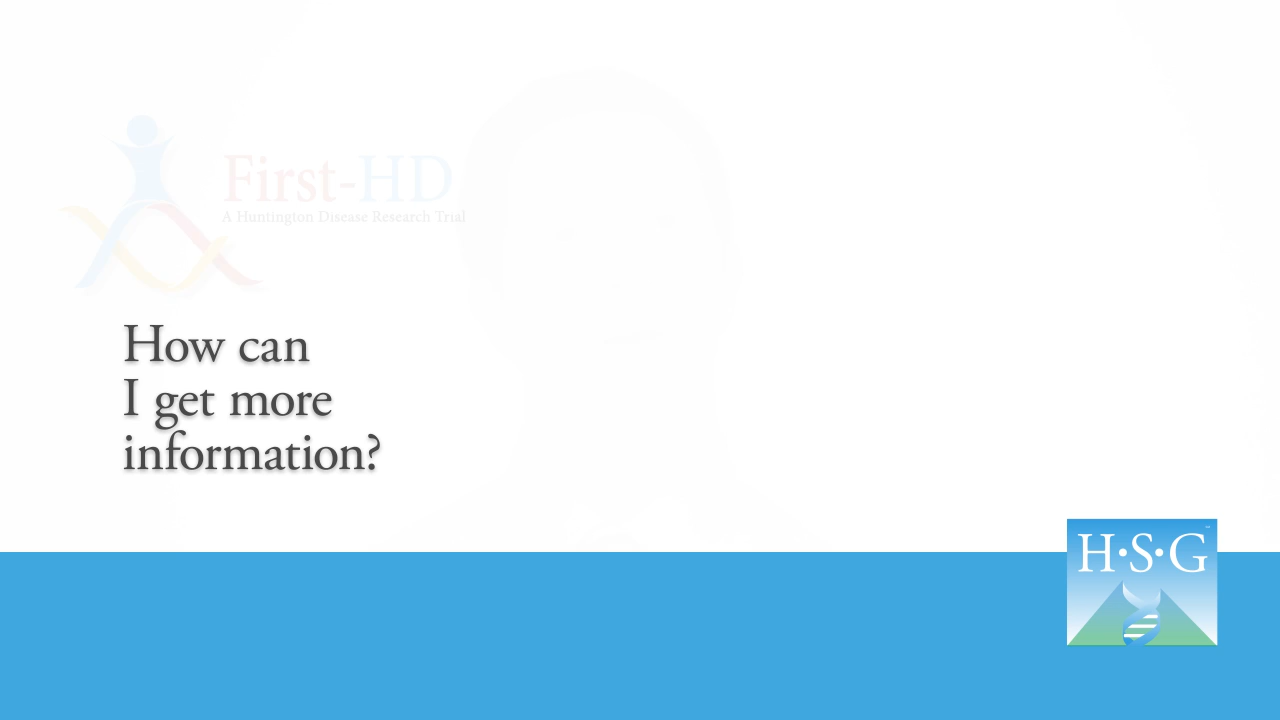 First-HD
A Huntington Disease Research Trial
How can
I get more
information?
H·S·G